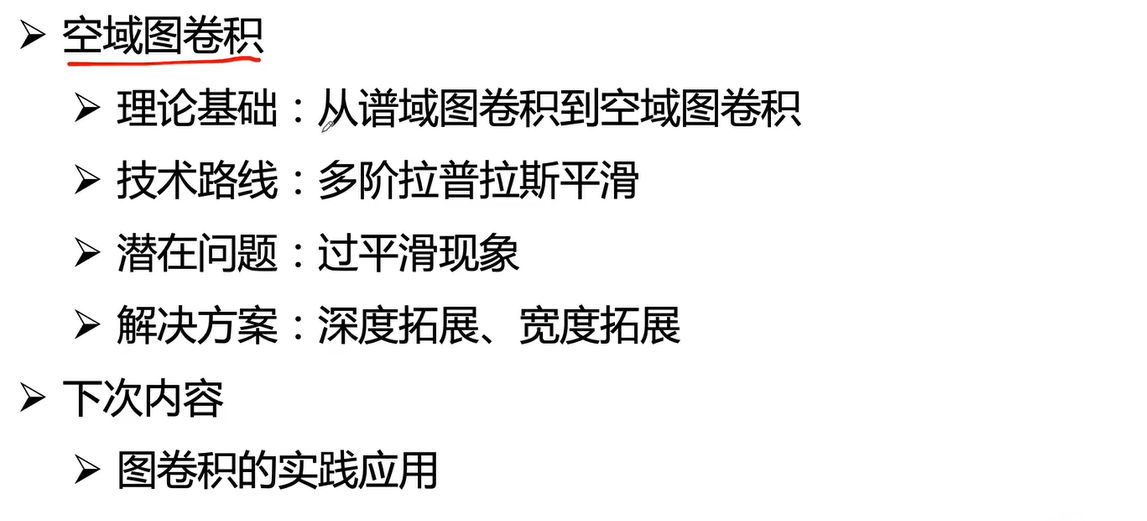 空域图卷积
理论基础：从谱域图卷积到空域图卷积
技术路线：多阶拉普拉斯平滑
潜在问题：过平滑现象
解决方案：深度拓展、宽度拓展
下次内容
图卷积的实践应用